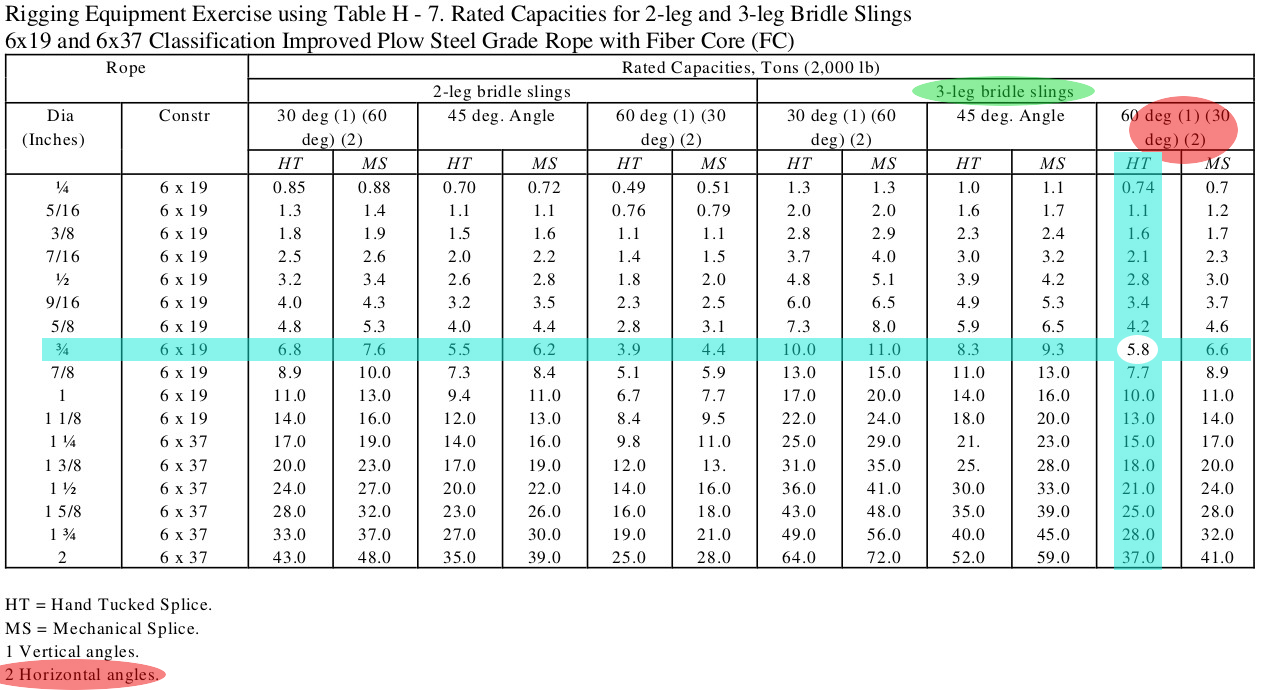 Rigging Equipment Exercise using Table H - 7. Rated Capacities for 2-leg and 3-leg Bridle Slings
6x19 and 6x37 Classification Improved Plow Steel Grade Rope with Fiber Core (FC)
Rope Rated Capacities, Tons (2,000 lb)
2-leg bridle slings 3-leg bridle slings
Dia Constr 30 deg (1) (60 45 deg. Angle 60 deg (1) (30 30 deg (1) (60 45 deg. Angle 60 deg (1) (30
(Inches) deg) (2) deg) (2) deg) (2) deg) (2)
HT MS HT MS HT MS HT MS HT MS HT MS
¼ 6 x 19 0.85 0.88 0.70 0.72 0.49 0.51 1.3 1.3 1.0 1.1 0.74 0.7
5/16 6 x 19 1.3 1.4 1.1 1.1 0.76 0.79 2.0 2.0 1.6 1.7 1.1 1.2
3/8 6 x 19 1.8 1.9 1.5 1.6 1.1 1.1 2.8 2.9 2.3 2.4 1.6 1.7
7/16 6 x 19 2.5 2.6 2.0 2.2 1.4 1.5 3.7 4.0 3.0 3.2 2.1 2.3
½ 6 x 19 3.2 3.4 2.6 2.8 1.8 2.0 4.8 5.1 3.9 4.2 2.8 3.0
9/16 6 x 19 4.0 4.3 3.2 3.5 2.3 2.5 6.0 6.5 4.9 5.3 3.4 3.7
5/8 6 x 19 4.8 5.3 4.0 4.4 2.8 3.1 7.3 8.0 5.9 6.5 4.2 4.6
¾ 6 x 19 6.8 7.6 5.5 6.2 3.9 4.4 10.0 11.0 8.3 9.3 5.8 6.6
7/8 6 x 19 8.9 10.0 7.3 8.4 5.1 5.9 13.0 15.0 11.0 13.0 7.7 8.9
1 6 x 19 11.0 13.0 9.4 11.0 6.7 7.7 17.0 20.0 14.0 16.0 10.0 11.0
1 1/8 6 x 19 14.0 16.0 12.0 13.0 8.4 9.5 22.0 24.0 18.0 20.0 13.0 14.0
1 ¼ 6 x 37 17.0 19.0 14.0 16.0 9.8 11.0 25.0 29.0 21. 23.0 15.0 17.0
1 3/8 6 x 37 20.0 23.0 17.0 19.0 12.0 13. 31.0 35.0 25. 28.0 18.0 20.0
1 ½ 6 x 37 24.0 27.0 20.0 22.0 14.0 16.0 36.0 41.0 30.0 33.0 21.0 24.0
1 5/8 6 x 37 28.0 32.0 23.0 26.0 16.0 18.0 43.0 48.0 35.0 39.0 25.0 28.0
1 ¾ 6 x 37 33.0 37.0 27.0 30.0 19.0 21.0 49.0 56.0 40.0 45.0 28.0 32.0
2 6 x 37 43.0 48.0 35.0 39.0 25.0 28.0 64.0 72.0 52.0 59.0 37.0 41.0
HT = Hand Tucked Splice.
MS = Mechanical Splice.
1 Vertical angles.
2 Horizontal angles.